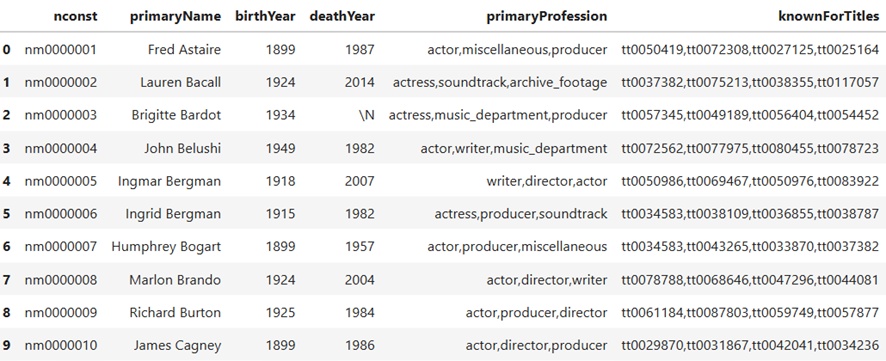 nconst primaryName birthYear deathYear primaryProfession knownForTitles
0 nm0000001 Fred Astaire 1899 1987 actor,miscellaneous,producer tt0050419,tt0072308,tt0027125,tt0025164
1 nm0000002 Lauren Bacall 1924 2014 actress,soundtrack,archive_footage tt0037382,tt0075213,tt0038355,tt0117057
2 nm0000003 Brigitte Bardot 1934 \N actress,music_department,producer tt0057345,tt0049189,tt0056404,tt0054452
3 nm0000004 John Belushi 1949 1982 actor,writer,music_department tt0072562,tt0077975,tt0080455,tt0078723
4 nm0000005 Ingmar Bergman 1918 2007 writer,director,actor tt0050986,tt0069467,tt0050976,tt0083922
5 nm0000006 Ingrid Bergman 1915 1982 actress,producer,soundtrack tt0034583,tt0038109,tt0036855,tt0038787
6 nm0000007 Humphrey Bogart 1899 1957 actor,producer,miscellaneous tt0034583,tt0043265,tt0033870,tt0037382
7 nm0000008 Marlon Brando 1924 2004 actor,director,writer tt0078788,tt0068646,tt0047296,tt0044081
8 nm0000009 Richard Burton 1925 1984 actor,producer,director tt0061184,tt0087803,tt0059749,tt0057877
9 nm0000010 James Cagney 1899 1986 actor,director,producer tt0029870,tt0031867,tt0042041,tt0034236